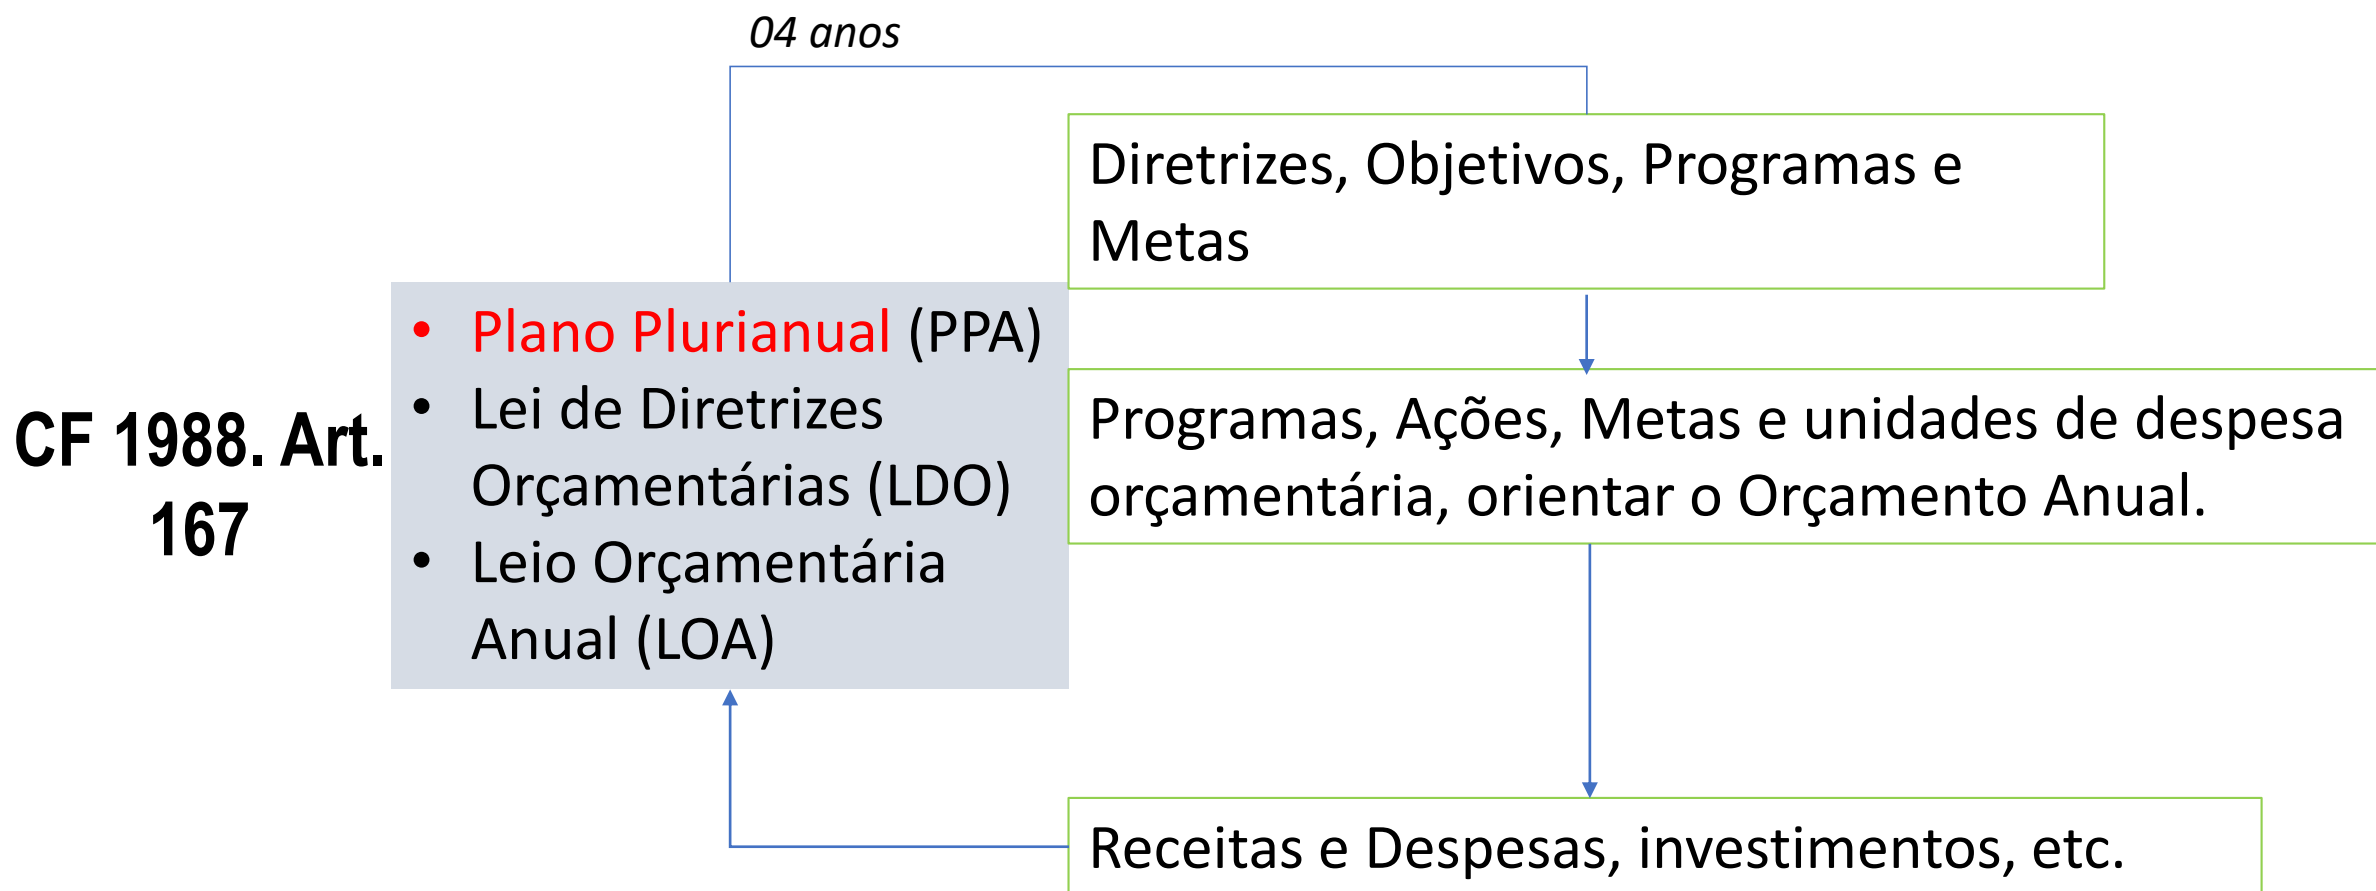 04 anos
Diretrizes, Objetivos, Programas e
Metas
CF 1988. Art.
167
• Plano Plurianual (PPA)
• Lei de Diretrizes
Orçamentárias (LDO)
• Leio Orçamentária
Anual (LOA)
Programas, Ações, Metas e unidades de despesa
orçamentária, orientar o Orçamento Anual.
Receitas e Despesas, investimentos, etc.